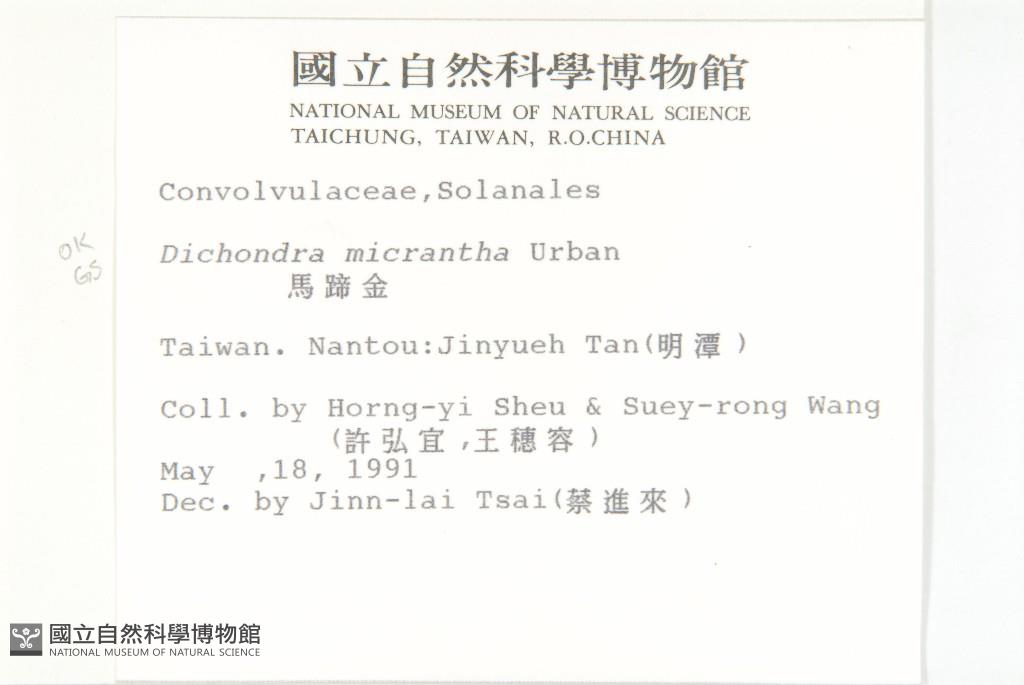 國立自然科學博物館
NATIONAL MUSEUM OF NATURAL SCIENCE
TAICHUNG, TAIWAN, R.O.CHINA
Convolvulaceae,Solanales
Dichondra micrantha Urban
馬蹄金
Taiwan. Nantou:Jinyueh Tan(明潭)
Coll. by Horng-yi Sheu & Suey-rong Wang
(許弘宜,王穗容)
May ,18, 1991
Dec. by Jinn-lai Tsai(蔡進來)
OK
GS
國立自然科學博物館
NATIONAL MUSEUM OF NATURAL SCIENCE